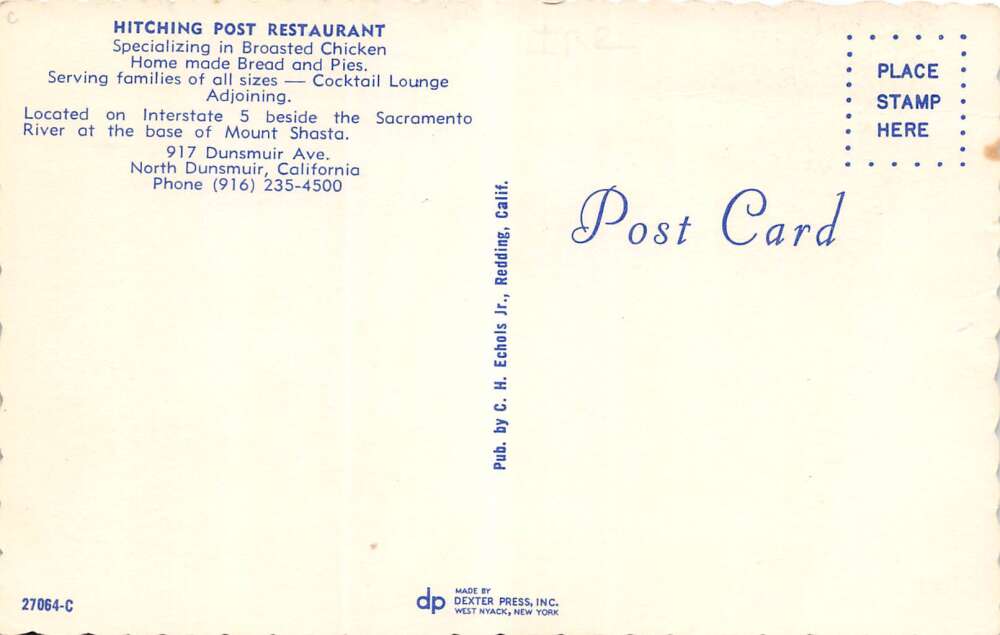 HITCHING POST RESTAURANT
Specializing in Broasted Chicken
Home made Bread and Pies.
Serving families of all sizes — Cocktail Lounge
Adjoining.
Located on Interstate 5 beside the Sacramento
River at the base of Mount Shasta.
917 Dunsmuir Ave.
North Dunsmuir, California
Phone (916) 235-4500
27064-C
Pub. by C. H. Echols Jr., Redding, Calif.
dp
MADE BY
DEXTER PRESS, INC.
WEST NYACK, NEW YORK
PLACE
STAMP
HERE
Post Card